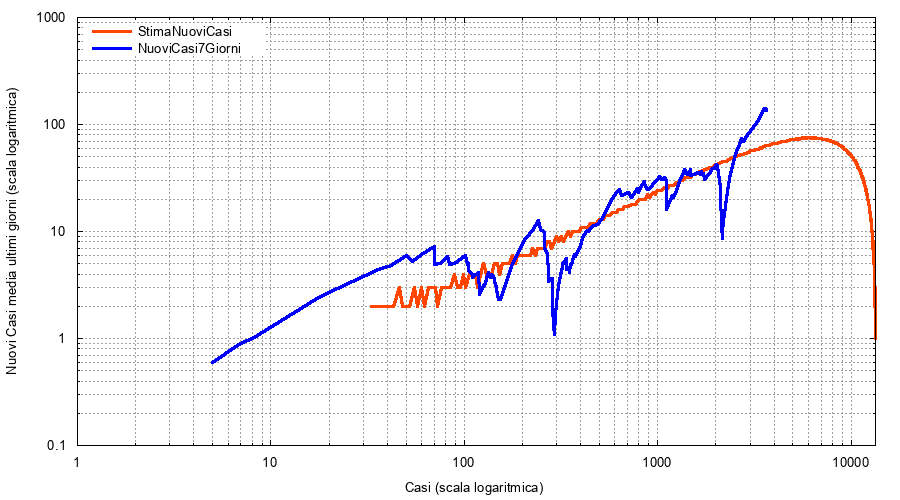 1000
100
10
1
0.1
Nuovi Casi media ultimi giorni (scala logaritmica)
StimaNuoviCasi
NuoviCasi7Giorni
1 10 100 1000 10000
Casi (scala logaritmica)